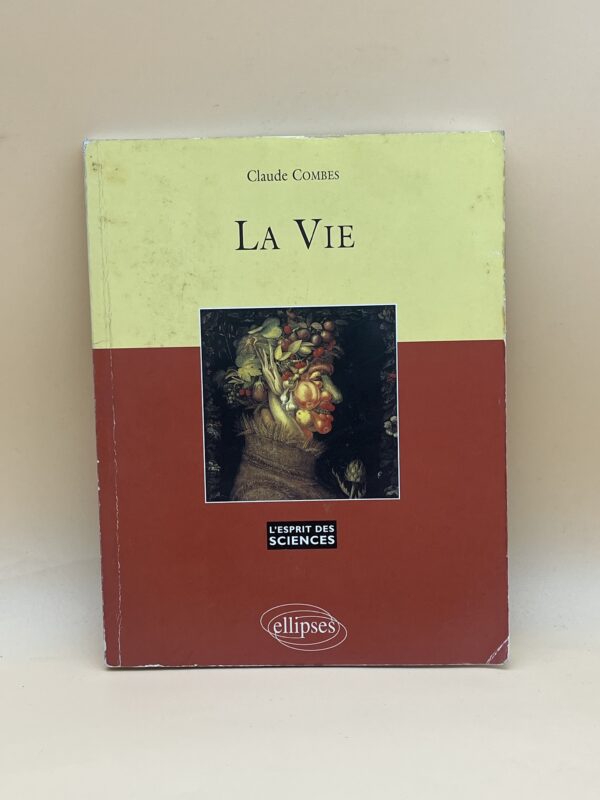 Claude COMBES
LA VIE
L'ESPRIT DES
SCIENCES
ellipses